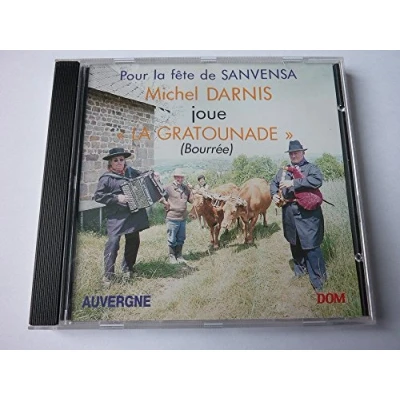 Pour la fête de SANVENSA
Michel DARNIS
joue
« LA GRATOUNADE »
(Bourrée)
AUVERGNE
DOM